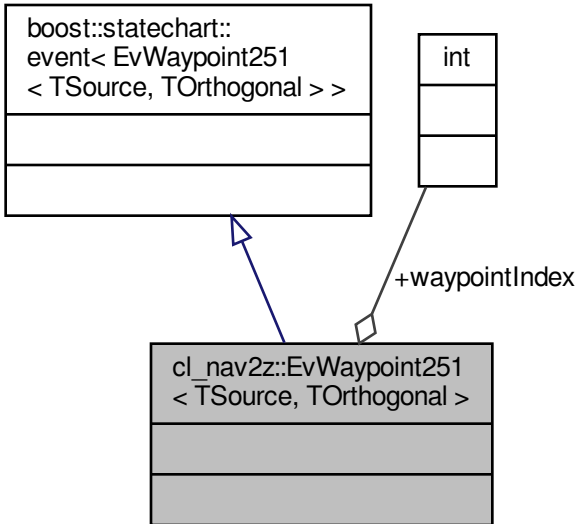 boost::statechart::
event< EvWaypoint251
< TSource, TOrthogonal > >
int
+waypointIndex
cl_nav2z::EvWaypoint251
< TSource, TOrthogonal >